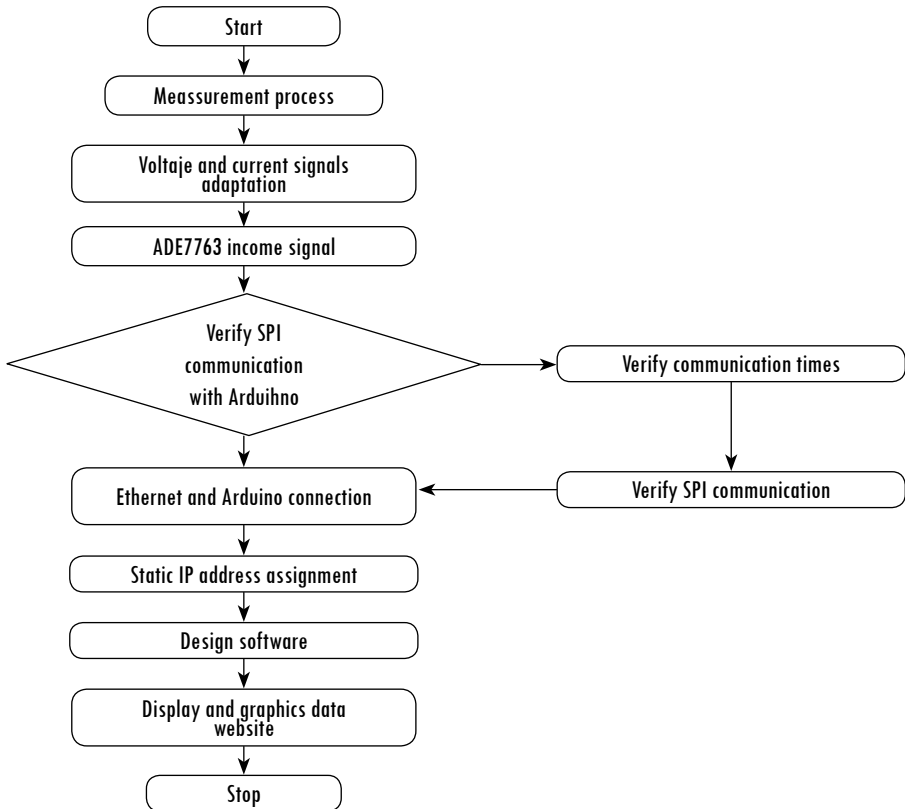 Start
Meassurement process
Voltaje and current signals
adaptation
ADE7763 income signal
Verify SPI
communication
with Arduihno
Verify communication times
Verify SPI communication
Ethernet and Arduino connection
Static IP address assignment
Design software
Display and graphics data
website
Stop